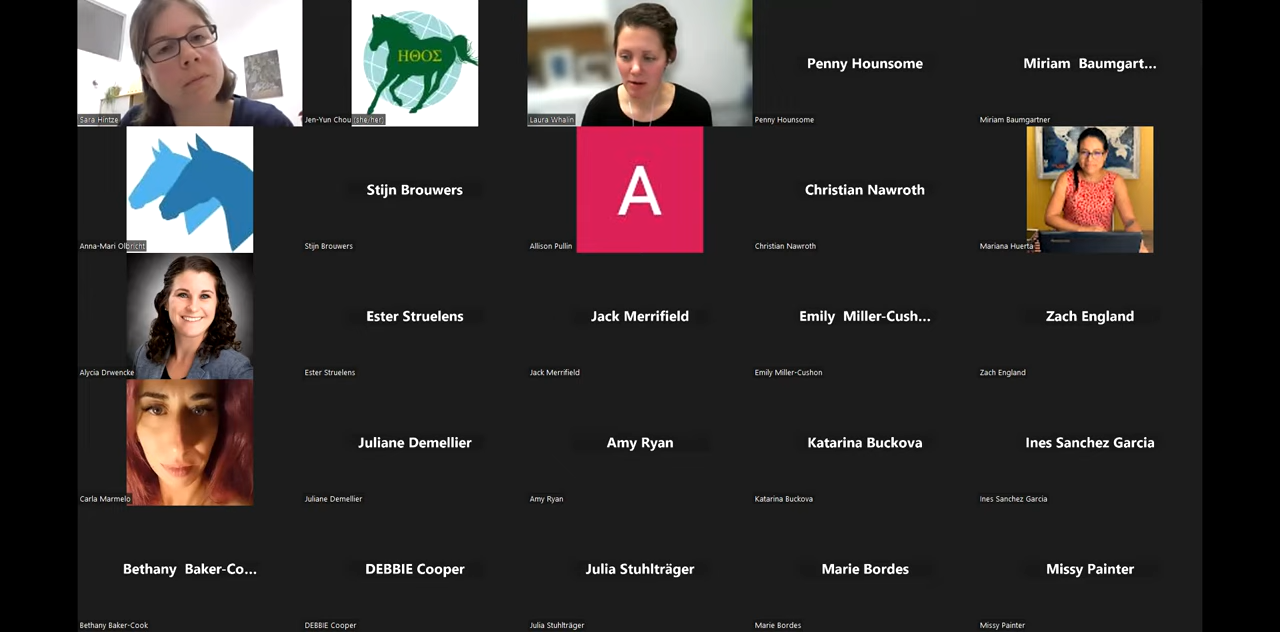 Penny Hounsome
Miriam Baumgart...
ΗΘΟΣ
Sara Hintze
Jen-Yun Chou (she/her)
Laura Whalin
Penny Hounsome
Miriam Baumgartner
Stijn Brouwers
A
Christian Nawroth
Anna-Mari Olbricht
Stijn Brouwers
Allison Pullin
Christian Nawroth
Mariana Huerta
Ester Struelens
Jack Merrifield
Emily Miller-Cush...
Zach England
Alycia Drwencke
Ester Struelens
Jack Merrifield
Emily Miller-Cushon
Zach England
Juliane Demellier
Amy Ryan
Katarina Buckova
Ines Sanchez Garcia
Carla Marmelo
Juliane Demellier
Amy Ryan
Katarina Buckova
Ines Sanchez Garcia
Bethany Baker-Co...
DEBBIE Cooper
Julia Stuhlträger
Marie Bordes
Missy Painter
Bethany Baker-Cook
DEBBIE Cooper
Julia Stuhlträger
Marie Bordes
Missy Painter